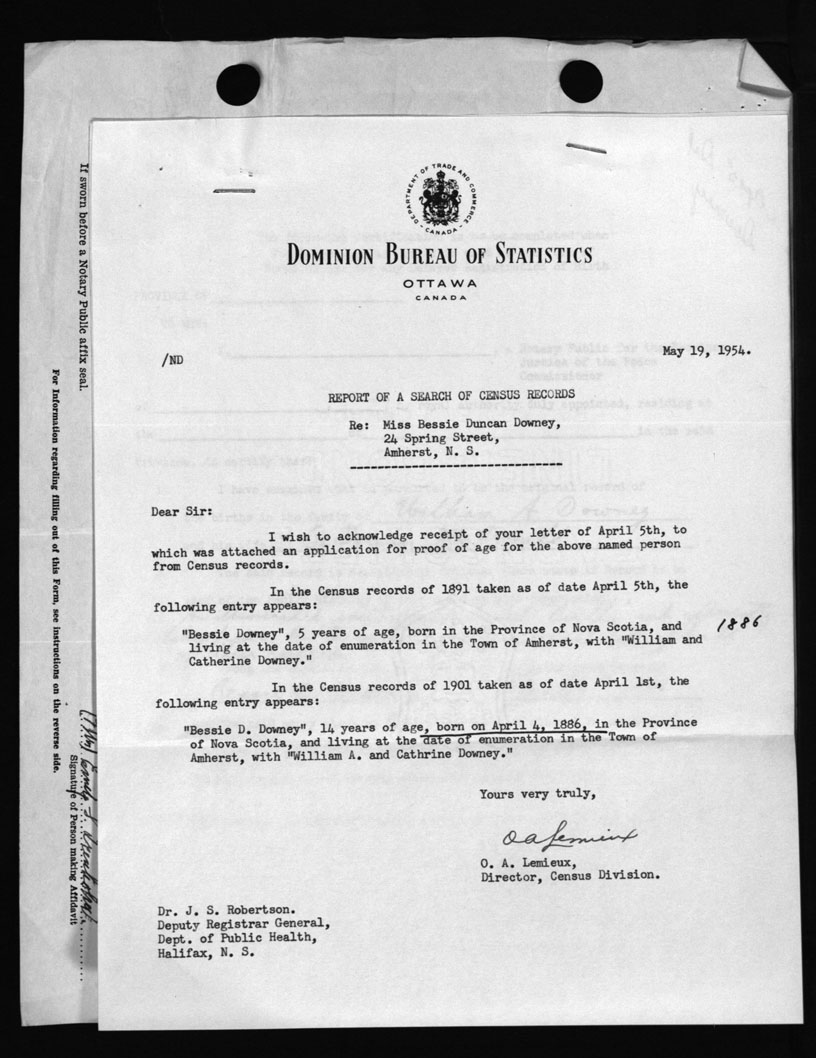 DEPARTMENT OF TRADE AND COMMERCE
CANADA
DOMINION BUREAU OF STATISTICS
OTTAWA
CANADA
/ND
May 19, 1954.
REPORT OF A SEARCH OF CENSUS RECORDS
Re: Miss Bessie Duncan Downey,
24 Spring Street,
Amherst, N. S.
Dear Sir:
I wish to acknowledge receipt of your letter of April 5th, to
which was attached an application for proof of age for the above named person
from Census records.
In the Census records of 1891 taken as of date April 5th, the
following entry appears:
"Bessie Downey", 5 years of age, born in the Province of Nova Scotia, and
living at the date of enumeration in the Town of Amherst, with "William and
Catherine Downey."
1886
In the Census records of 1901 taken as of date April 1st, the
following entry appears:
"Bessie D. Downey", 14 years of age, born on April 4, 1886, in the Province
of Nova Scotia, and living at the date of enumeration in the Town of
Amherst, with "William A. and Cathrine Downey."
Yours very truly,
O A Lemieux
O. A. Lemieux,
Director, Census Division.
Dr. J. S. Robertson.
Deputy Registrar General,
Dept. of Public Health,
Halifax, N. S.
If sworn before a Notary Public affix seal.
For Information regarding filling out of this Form, see instructions on the reverse side.
Signature of Person making Affidavit